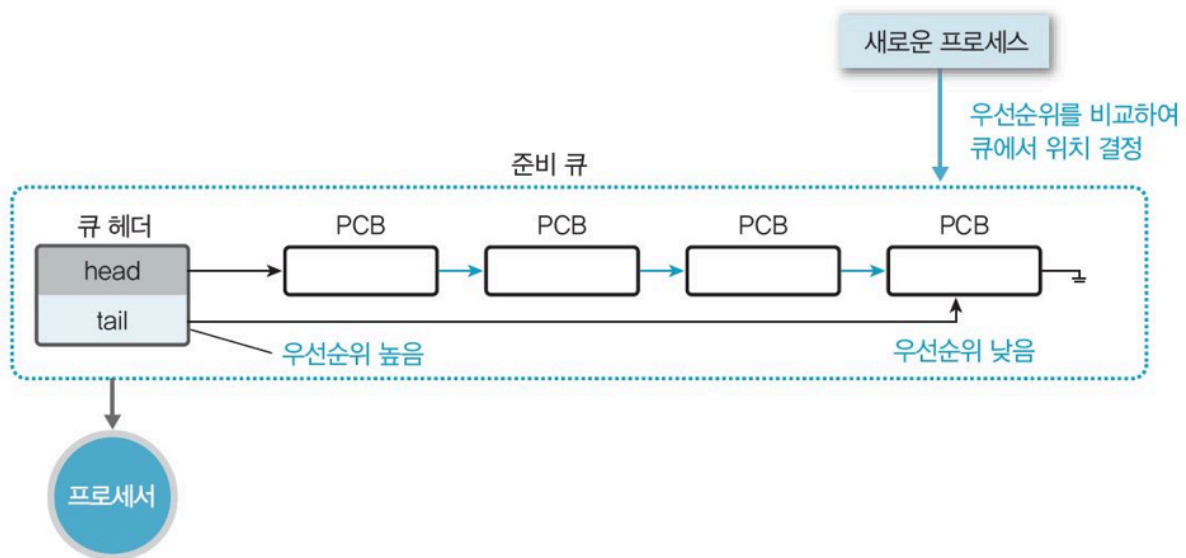 새로운 프로세스
우선순위를 비교하여
큐에서 위치 결정
준비 큐
큐 헤더
PCB
PCB
PCB
PCB
head
tail
우선순위 높음
우선순위 낮음
프로세서